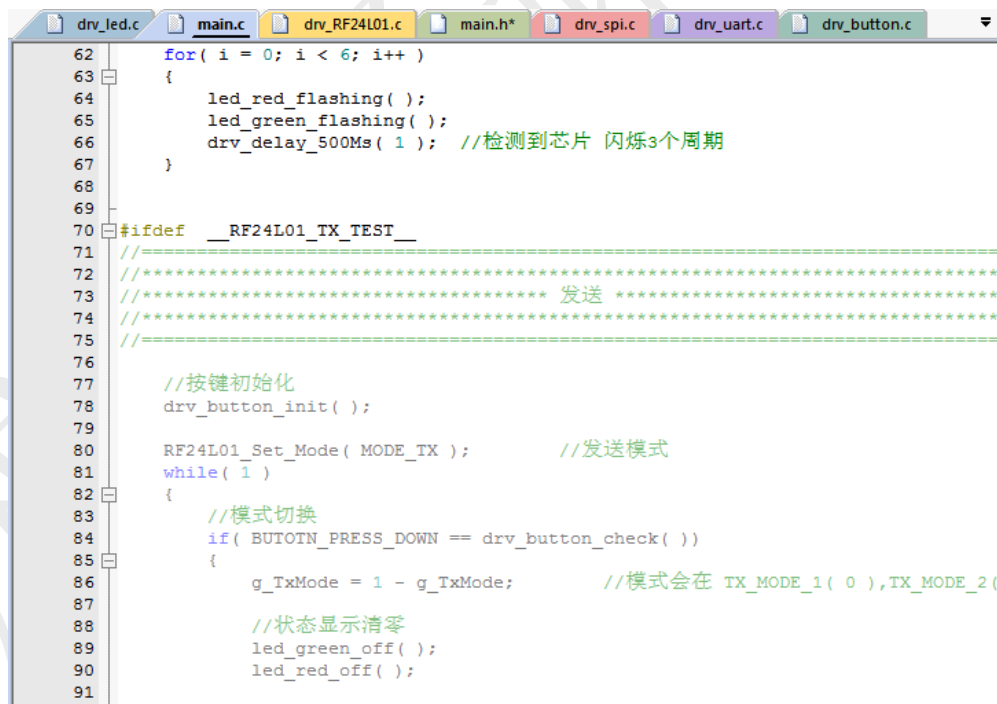 drv_led.c main.c drv_RF24L01.c main.h* drv_spi.c drv_uart.c drv_button.c
62 for( i = 0; i < 6; i++ )
63 {
64 led_red_flashing( );
65 led_green_flashing( );
66 drv_delay_500Ms( 1 ); //检测到芯片 闪烁3个周期
67 }
68
69
70 #ifdef __RF24L01_TX_TEST__
71 //================================================================================
72 //********************************************************************************
73 //************************************* 发送 ***********************************
74 //********************************************************************************
75 //================================================================================
76
77 //按键初始化
78 drv_button_init( );
79
80 RF24L01_Set_Mode( MODE_TX ); //发送模式
81 while( 1 )
82 {
83 //模式切换
84 if( BUTOTN_PRESS_DOWN == drv_button_check( ))
85 {
86 g_TxMode = 1 - g_TxMode; //模式会在 TX_MODE_1( 0 ),TX_MODE_2(
87
88 //状态显示清零
89 led_green_off( );
90 led_red_off( );
91